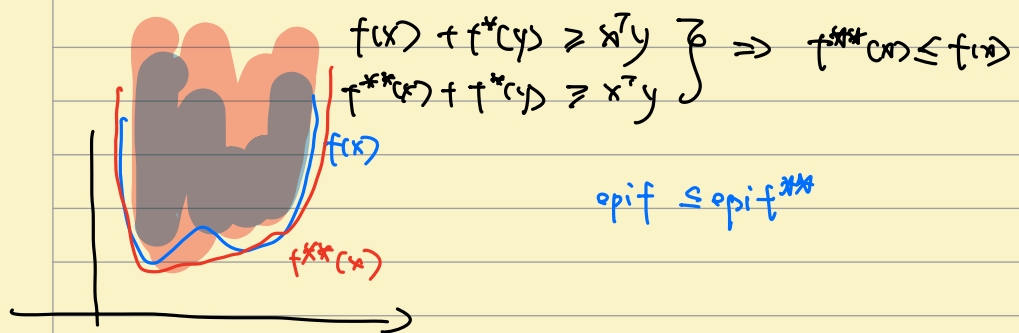 f(x) + f*(y) ≥ xᵀy } ⇒ f**(x) ≤ f(x)
f**(x) + f*(y) ≥ xᵀy
f(x)
epi f ≤ epi f**
f**(x)